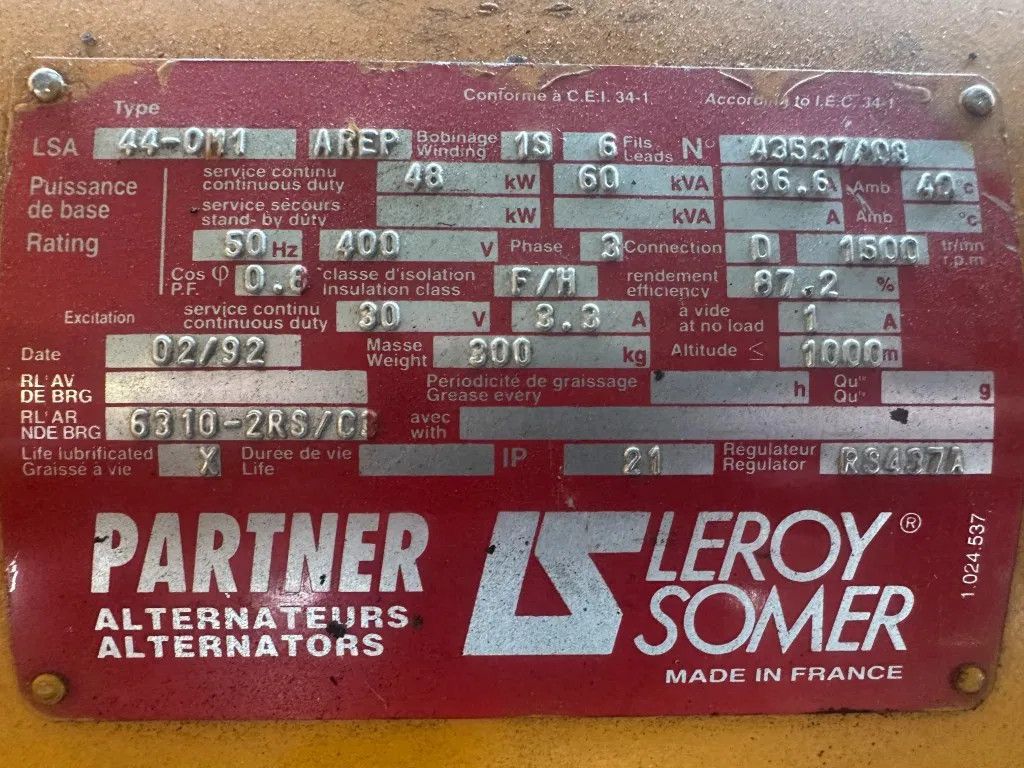 Type Conforme à C.E.I. 34-1 According to I.E.C. 34-1
LSA 44-0M1 AREP Bobinage Winding 1S 6 Fils Leads N°
Puissance de base service continu continuous duty 48 kW 60 kVA 86.6 A Amb 40 °C
service secours stand-by duty kW kVA A Amb °C
Rating 50 Hz 400 V Phase 3 Connection D 1500 tr/mn r.p.m
Cos φ P.F. 0.8 classe d'isolation insulation class F/H rendement efficiency 87.2 %
Excitation service continu continuous duty 30 V 3.3 A à vide at no load 1 A
Date 02/92 Masse Weight 300 kg Altitude ≤ 1000 m
RL' AV DE BRG Périodicité de graissage Grease every h Qu^té Qu^ty g
RL' AR NDE BRG avec with
Life lubrificated Graissé à vie X Durée de vie Life IP 21 Régulateur Regulator
PARTNER
ALTERNATEURS
ALTERNATORS
LS LEROY ®
SOMER
MADE IN FRANCE
1.024.537